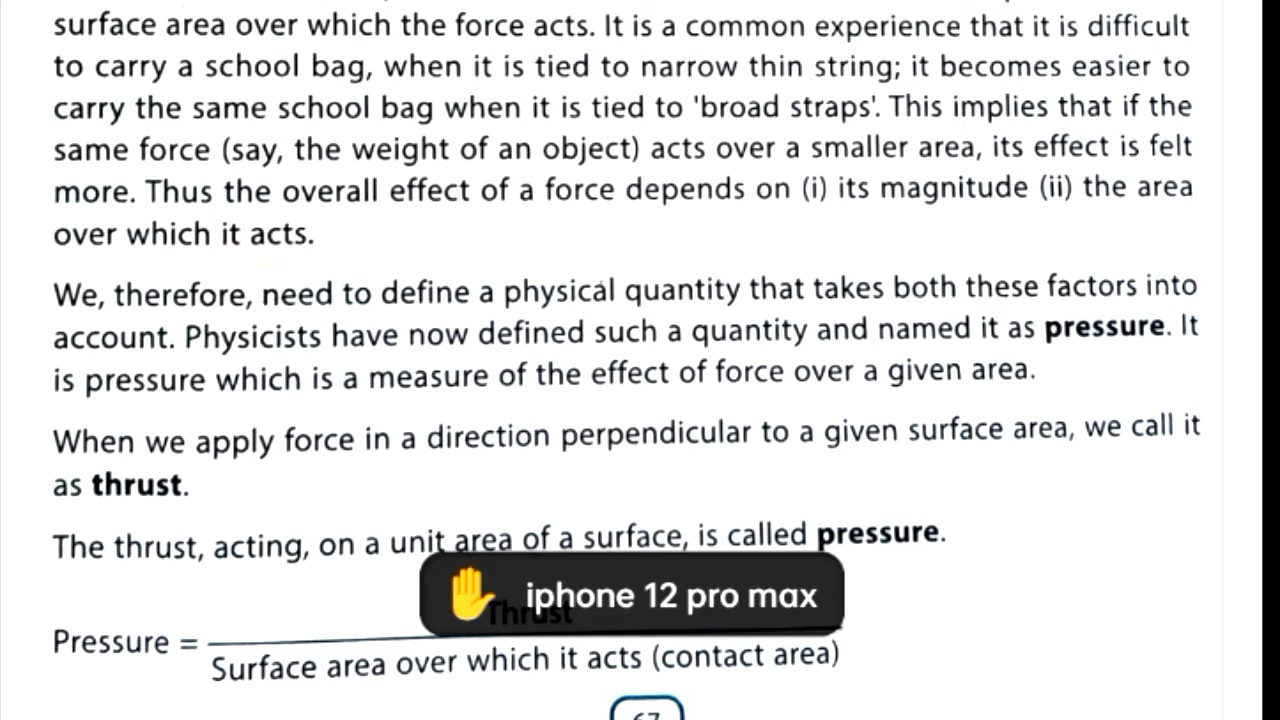 surface area over which the force acts. It is a common experience that it is difficult
to carry a school bag, when it is tied to narrow thin string; it becomes easier to
carry the same school bag when it is tied to 'broad straps'. This implies that if the
same force (say, the weight of an object) acts over a smaller area, its effect is felt
more. Thus the overall effect of a force depends on (i) its magnitude (ii) the area
over which it acts.
We, therefore, need to define a physical quantity that takes both these factors into
account. Physicists have now defined such a quantity and named it as pressure. It
is pressure which is a measure of the effect of force over a given area.
When we apply force in a direction perpendicular to a given surface area, we call it
as thrust.
The thrust, acting, on a unit area of a surface, is called pressure.
iphone 12 pro max
Thrust
Pressure =
Surface area over which it acts (contact area)